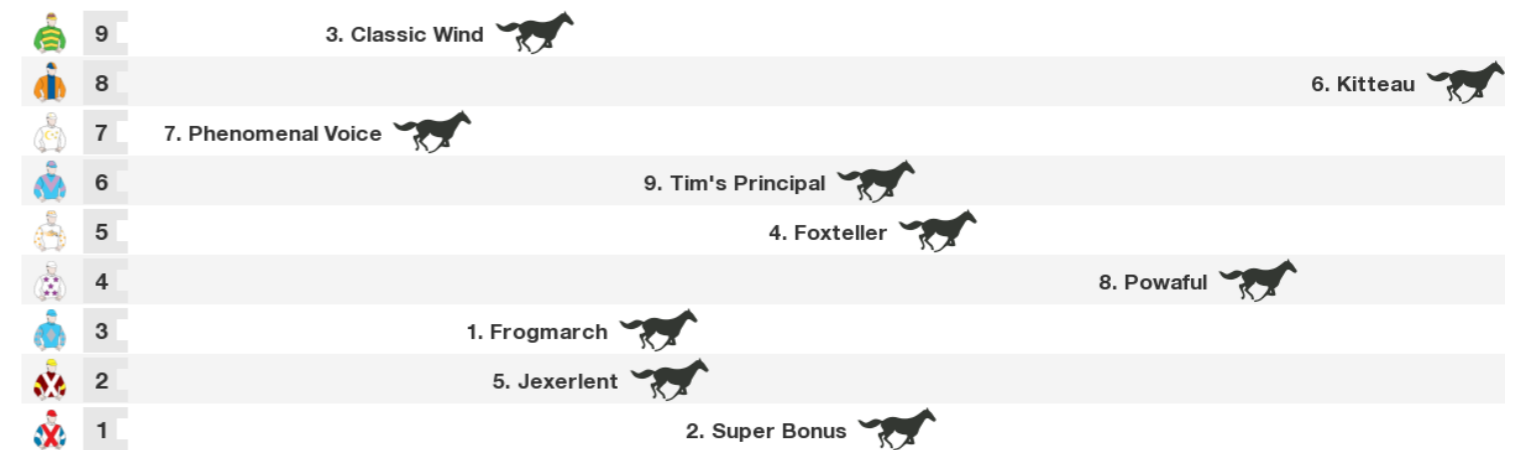 9 3. Classic Wind
8 6. Kitteau
7 7. Phenomenal Voice
6 9. Tim's Principal
5 4. Foxteller
4 8. Powaful
3 1. Frogmarch
2 5. Jexerlent
1 2. Super Bonus